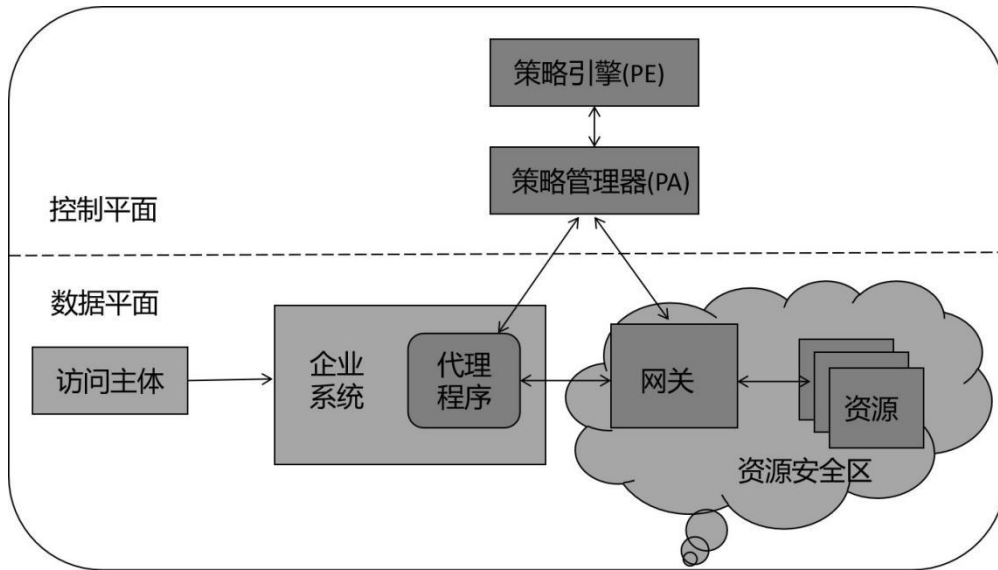 策略引擎(PE)
策略管理器(PA)
控制平面
数据平面
访问主体
企业
系统
代理
程序
网关
资源
资源安全区